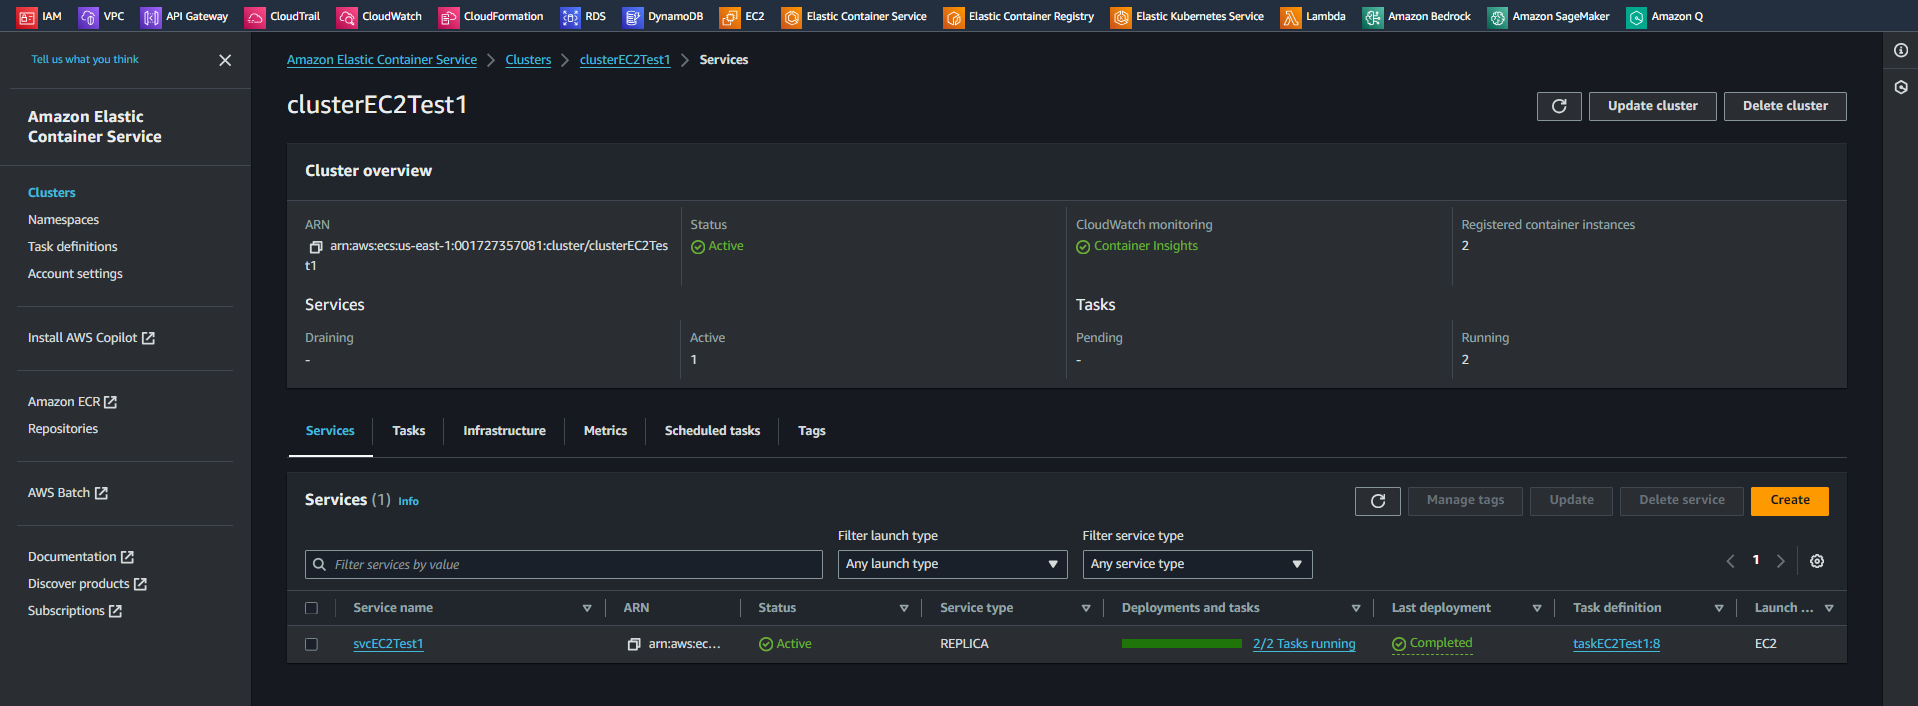 IAM VPC API Gateway CloudTrail CloudWatch CloudFormation RDS DynamoDB EC2 Elastic Container Service Elastic Container Registry Elastic Kubernetes Service Lambda Amazon Bedrock Amazon SageMaker Amazon Q
Tell us what you think
Amazon Elastic
Container Service
Clusters
Namespaces
Task definitions
Account settings
Install AWS Copilot
Amazon ECR
Repositories
AWS Batch
Documentation
Discover products
Subscriptions
Amazon Elastic Container Service Clusters clusterEC2Test1 Services
clusterEC2Test1
Update cluster Delete cluster
Cluster overview
ARN
arn:aws:ecs:us-east-1:001727357081:cluster/clusterEC2Tes
t1
Status
Active
CloudWatch monitoring
Container Insights
Registered container instances
2
Services
Draining
-
Active
1
Tasks
Pending
-
Running
2
Services Tasks Infrastructure Metrics Scheduled tasks Tags
Services (1) Info
Manage tags Update Delete service Create
Filter services by value
Filter launch type
Any launch type
Filter service type
Any service type
1
Service name ARN Status Service type Deployments and tasks Last deployment Task definition Launch ...
svcEC2Test1 arn:aws:ec... Active REPLICA 2/2 Tasks running Completed taskEC2Test1:8 EC2